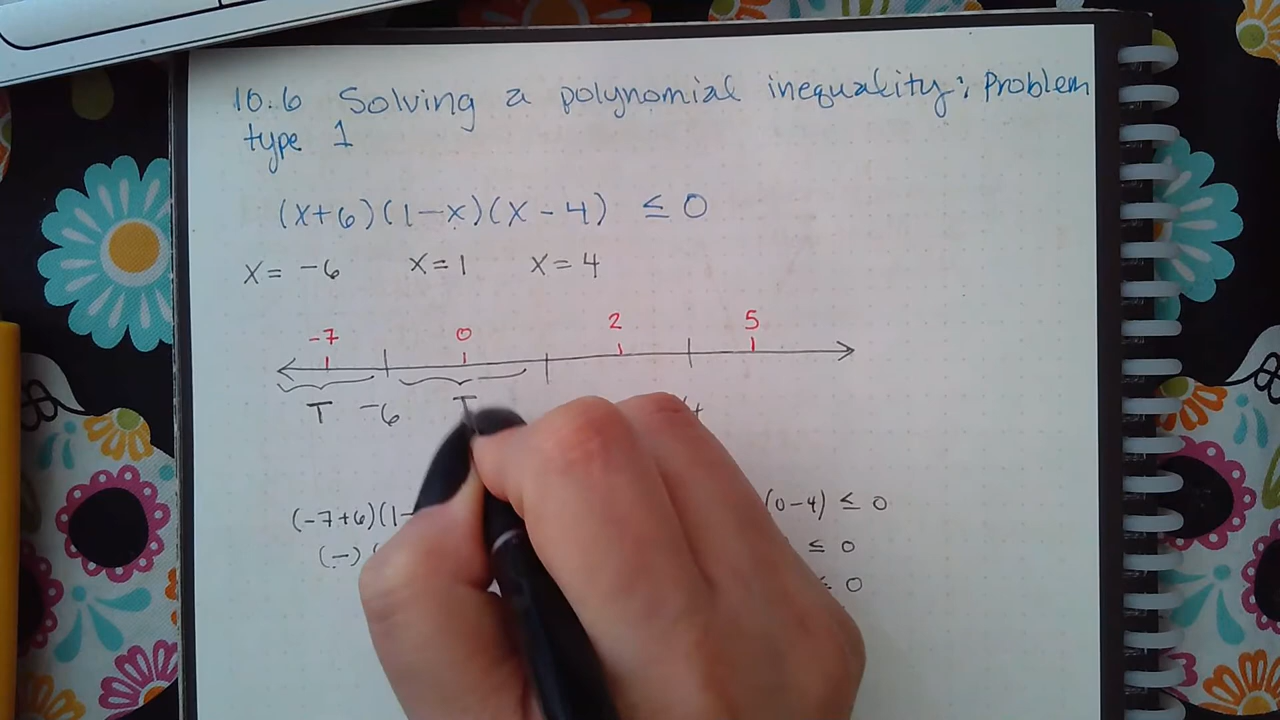 10.6 Solving a polynomial inequality; Problem
type 1
(x+6)(1-x)(x-4) ≤ 0
x = -6 x=1 x=4
-7 0 2 5
T -6 T
(-7+6)(1- (0-4) ≤ 0
(-) ≤ 0
≤ 0